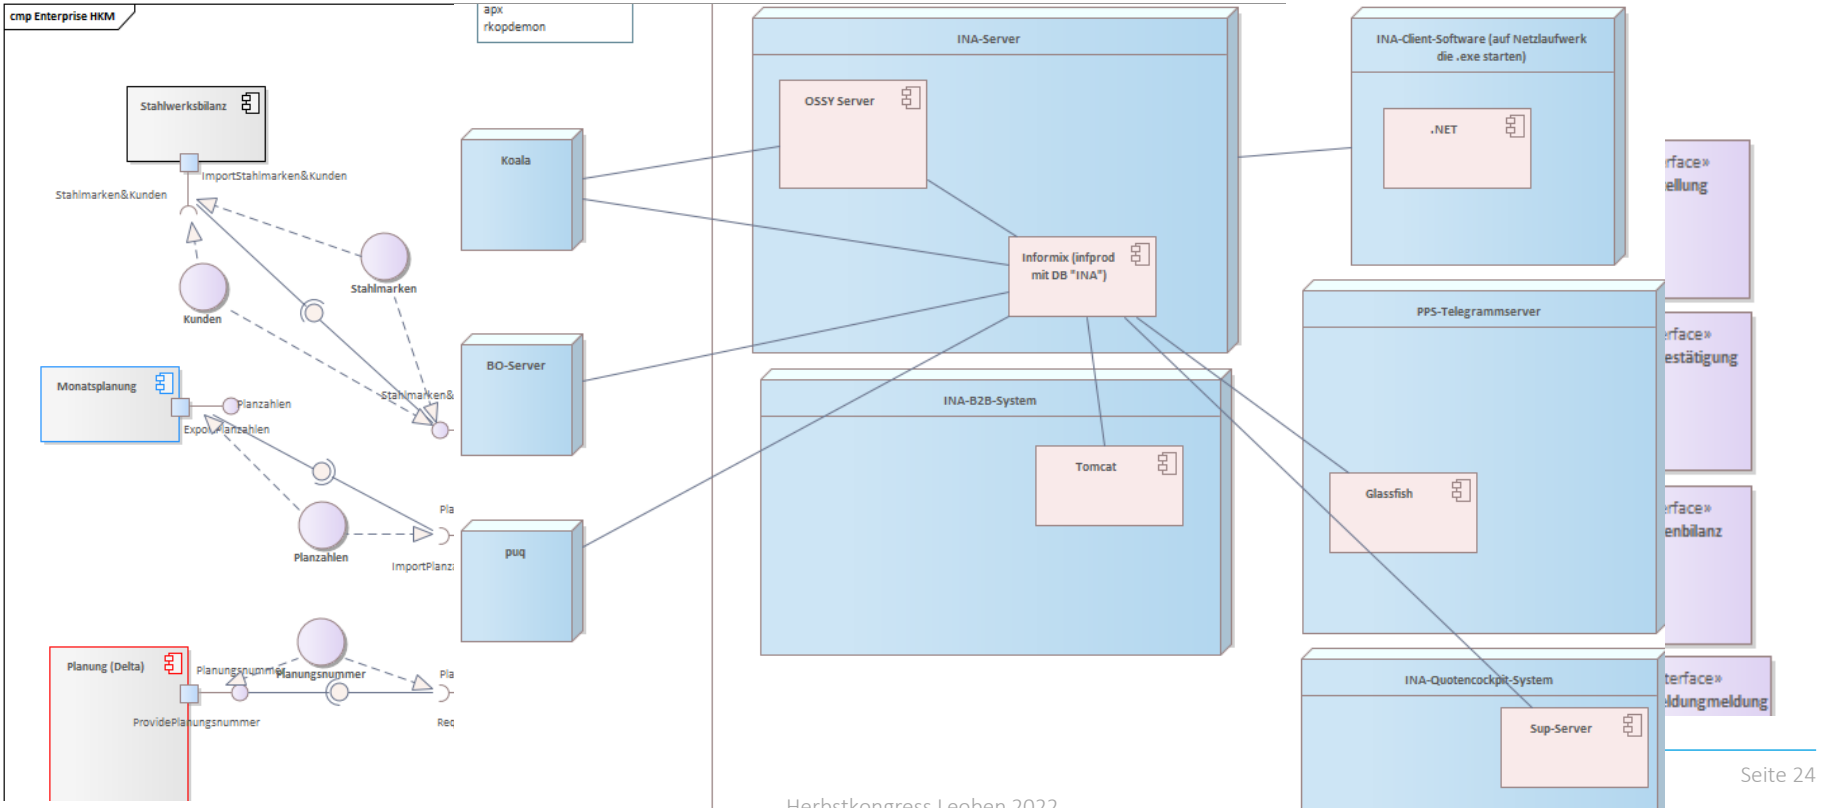 cmp Enterprise HKM
apx
rkopdemon
Stahlwerksbilanz
ImportStahlmarken&Kunden
Stahlmarken&Kunden
Stahlmarken
Kunden
Monatsplanung
Planzahlen
Stahlmarken&
Planzahlen
ImportPlanz
Planung (Delta)
Planungsnummer
Planungsnummer
ProvidePlanungsnummer
Pla
Pla
Koala
BO-Server
puq
INA-Server
OSSY Server
Informix (infprod
mit DB "INA")
INA-B2B-System
Tomcat
INA-Client-Software (auf Netzlaufwerk
die .exe starten)
.NET
PPS-Telegrammserver
Glassfish
INA-Quotencockpit-System
Sup-Server
rface»
ellung
erface»
estätigung
erface»
enbilanz
terface»
ldungmeldung
Seite 24
Herbstkongress Leoben 2022